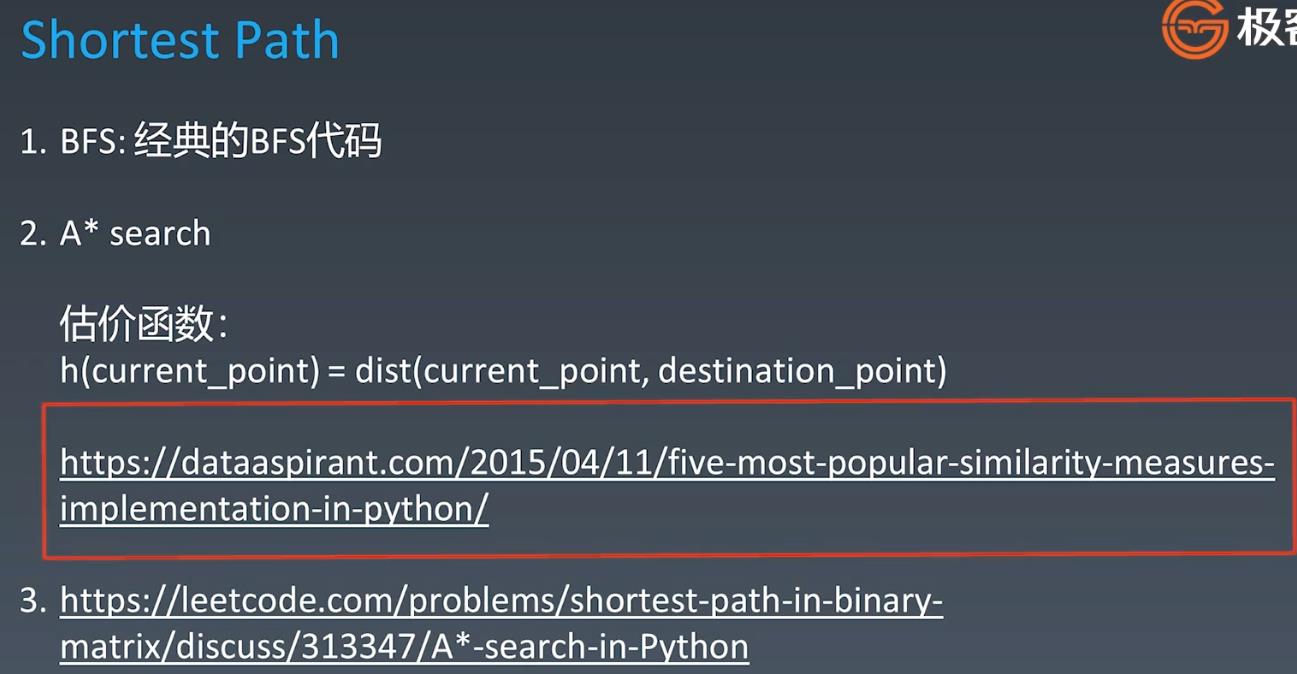 Shortest Path
极客
1. BFS: 经典的BFS代码
2. A* search
估价函数：
h(current_point) = dist(current_point, destination_point)
https://dataaspirant.com/2015/04/11/five-most-popular-similarity-measures-
implementation-in-python/
3. https://leetcode.com/problems/shortest-path-in-binary-
matrix/discuss/313347/A*-search-in-Python